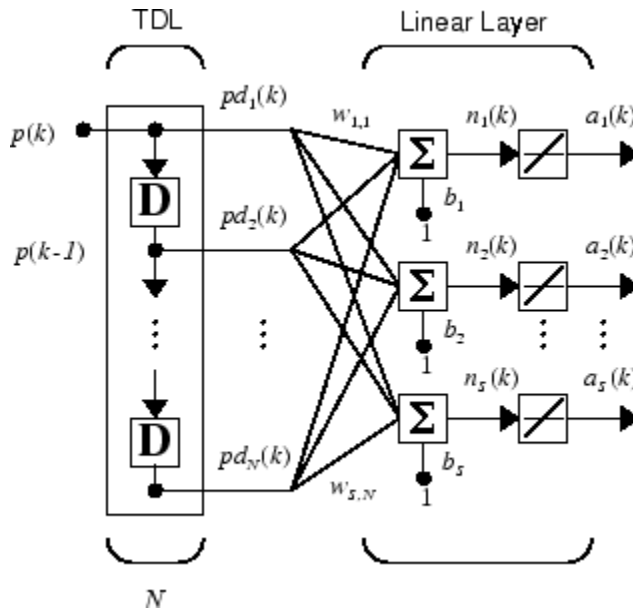 TDL Linear Layer
pd1(k) w1,1 n1(k) a1(k)
p(k) Σ
D b1
pd2(k) 1
p(k-1) n2(k) a2(k)
Σ
b2
1
nS(k) aS(k)
D Σ
pdN(k) bS
wS,N 1
N